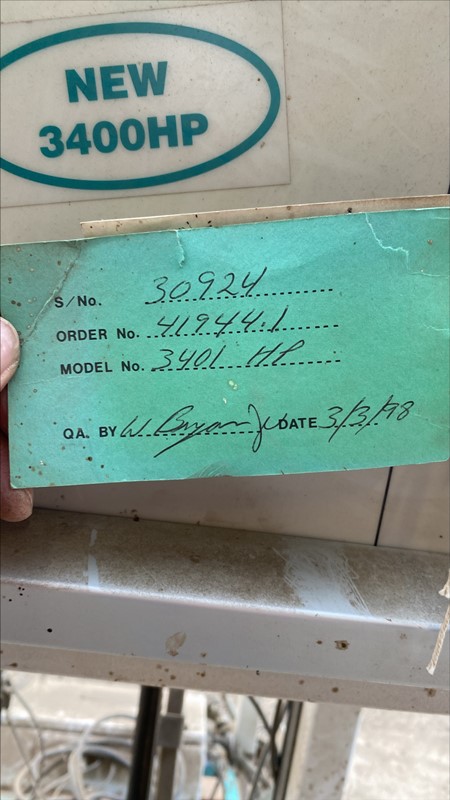 NEW
3400HP
S/No. 30924
ORDER No. 41944.1
MODEL No. 3401 HP
QA. BY W. DATE 3/3/98